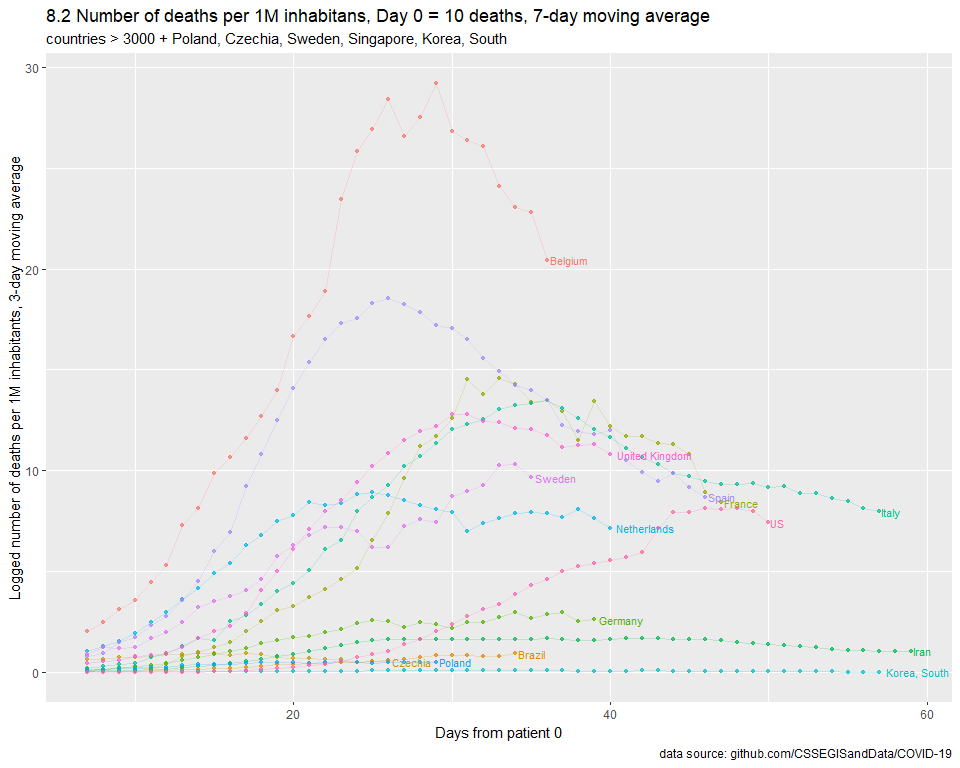 8.2 Number of deaths per 1M inhabitans, Day 0 = 10 deaths, 7-day moving average
countries > 3000 + Poland, Czechia, Sweden, Singapore, Korea, South
Logged number of deaths per 1M inhabitants, 3-day moving average
30
20
10
0
Belgium
United Kingdom
Sweden
Spain
France
Italy
US
Netherlands
Germany
Brazil
Iran
Czechia
Poland
Korea, South
20
40
60
Days from patient 0
data source: github.com/CSSEGISandData/COVID-19